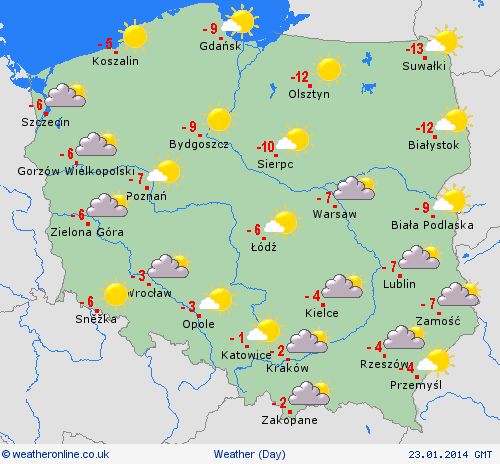 - 5
Koszalin
- 9
Gdańsk
-13
Suwałki
-12
Olsztyn
- 6
Szczecin
- 9
Bydgoszcz
-12
Białystok
- 6
Gorzów Wielkopolski
-10
Sierpc
- 7
Poznań
- 7
Warsaw
- 9
Biała Podlaska
- 6
Zielona Góra
- 6
Łódź
- 7
Lublin
- 3
Wrocław
- 6
Snežka
- 3
Opole
- 4
Kielce
- 7
Zamość
- 1
Katowice
- 2
Kraków
- 4
Rzeszów
- 4
Przemyśl
- 2
Zakopane
© weatheronline.co.uk Weather (Day) 23.01.2014 GMT